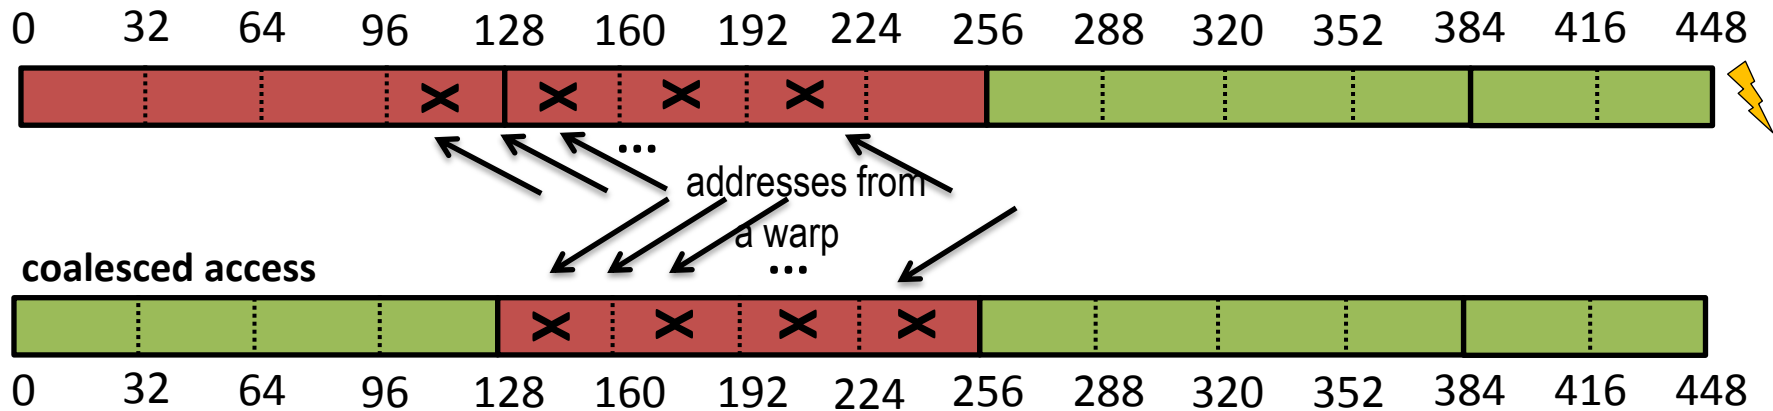 0 32 64 96 128 160 192 224 256 288 320 352 384 416 448
X X X X
...
addresses from
a warp
coalesced access
...
X X X X
0 32 64 96 128 160 192 224 256 288 320 352 384 416 448